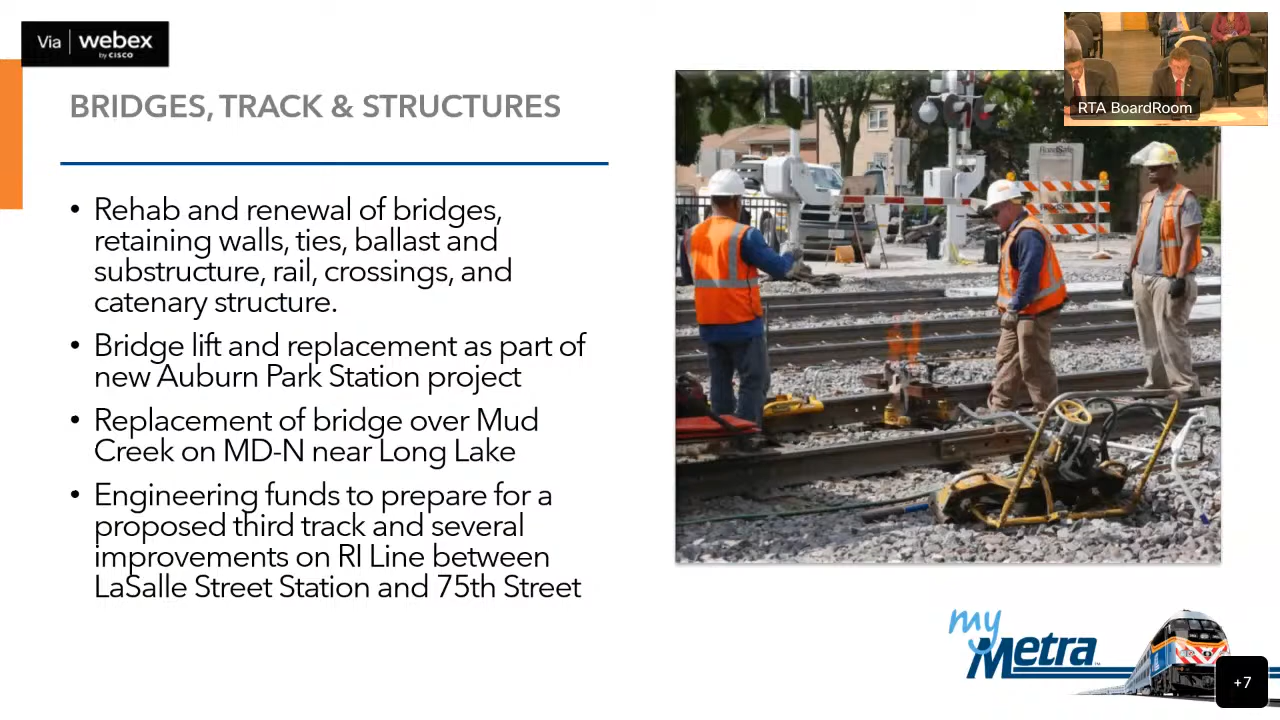 Via | webex
by CISCO
RTA BoardRoom
BRIDGES, TRACK & STRUCTURES
• Rehab and renewal of bridges,
retaining walls, ties, ballast and
substructure, rail, crossings, and
catenary structure.
• Bridge lift and replacement as part of
new Auburn Park Station project
• Replacement of bridge over Mud
Creek on MD-N near Long Lake
• Engineering funds to prepare for a
proposed third track and several
improvements on RI Line between
LaSalle Street Station and 75th Street
RoadSafe
my
Metra
+7